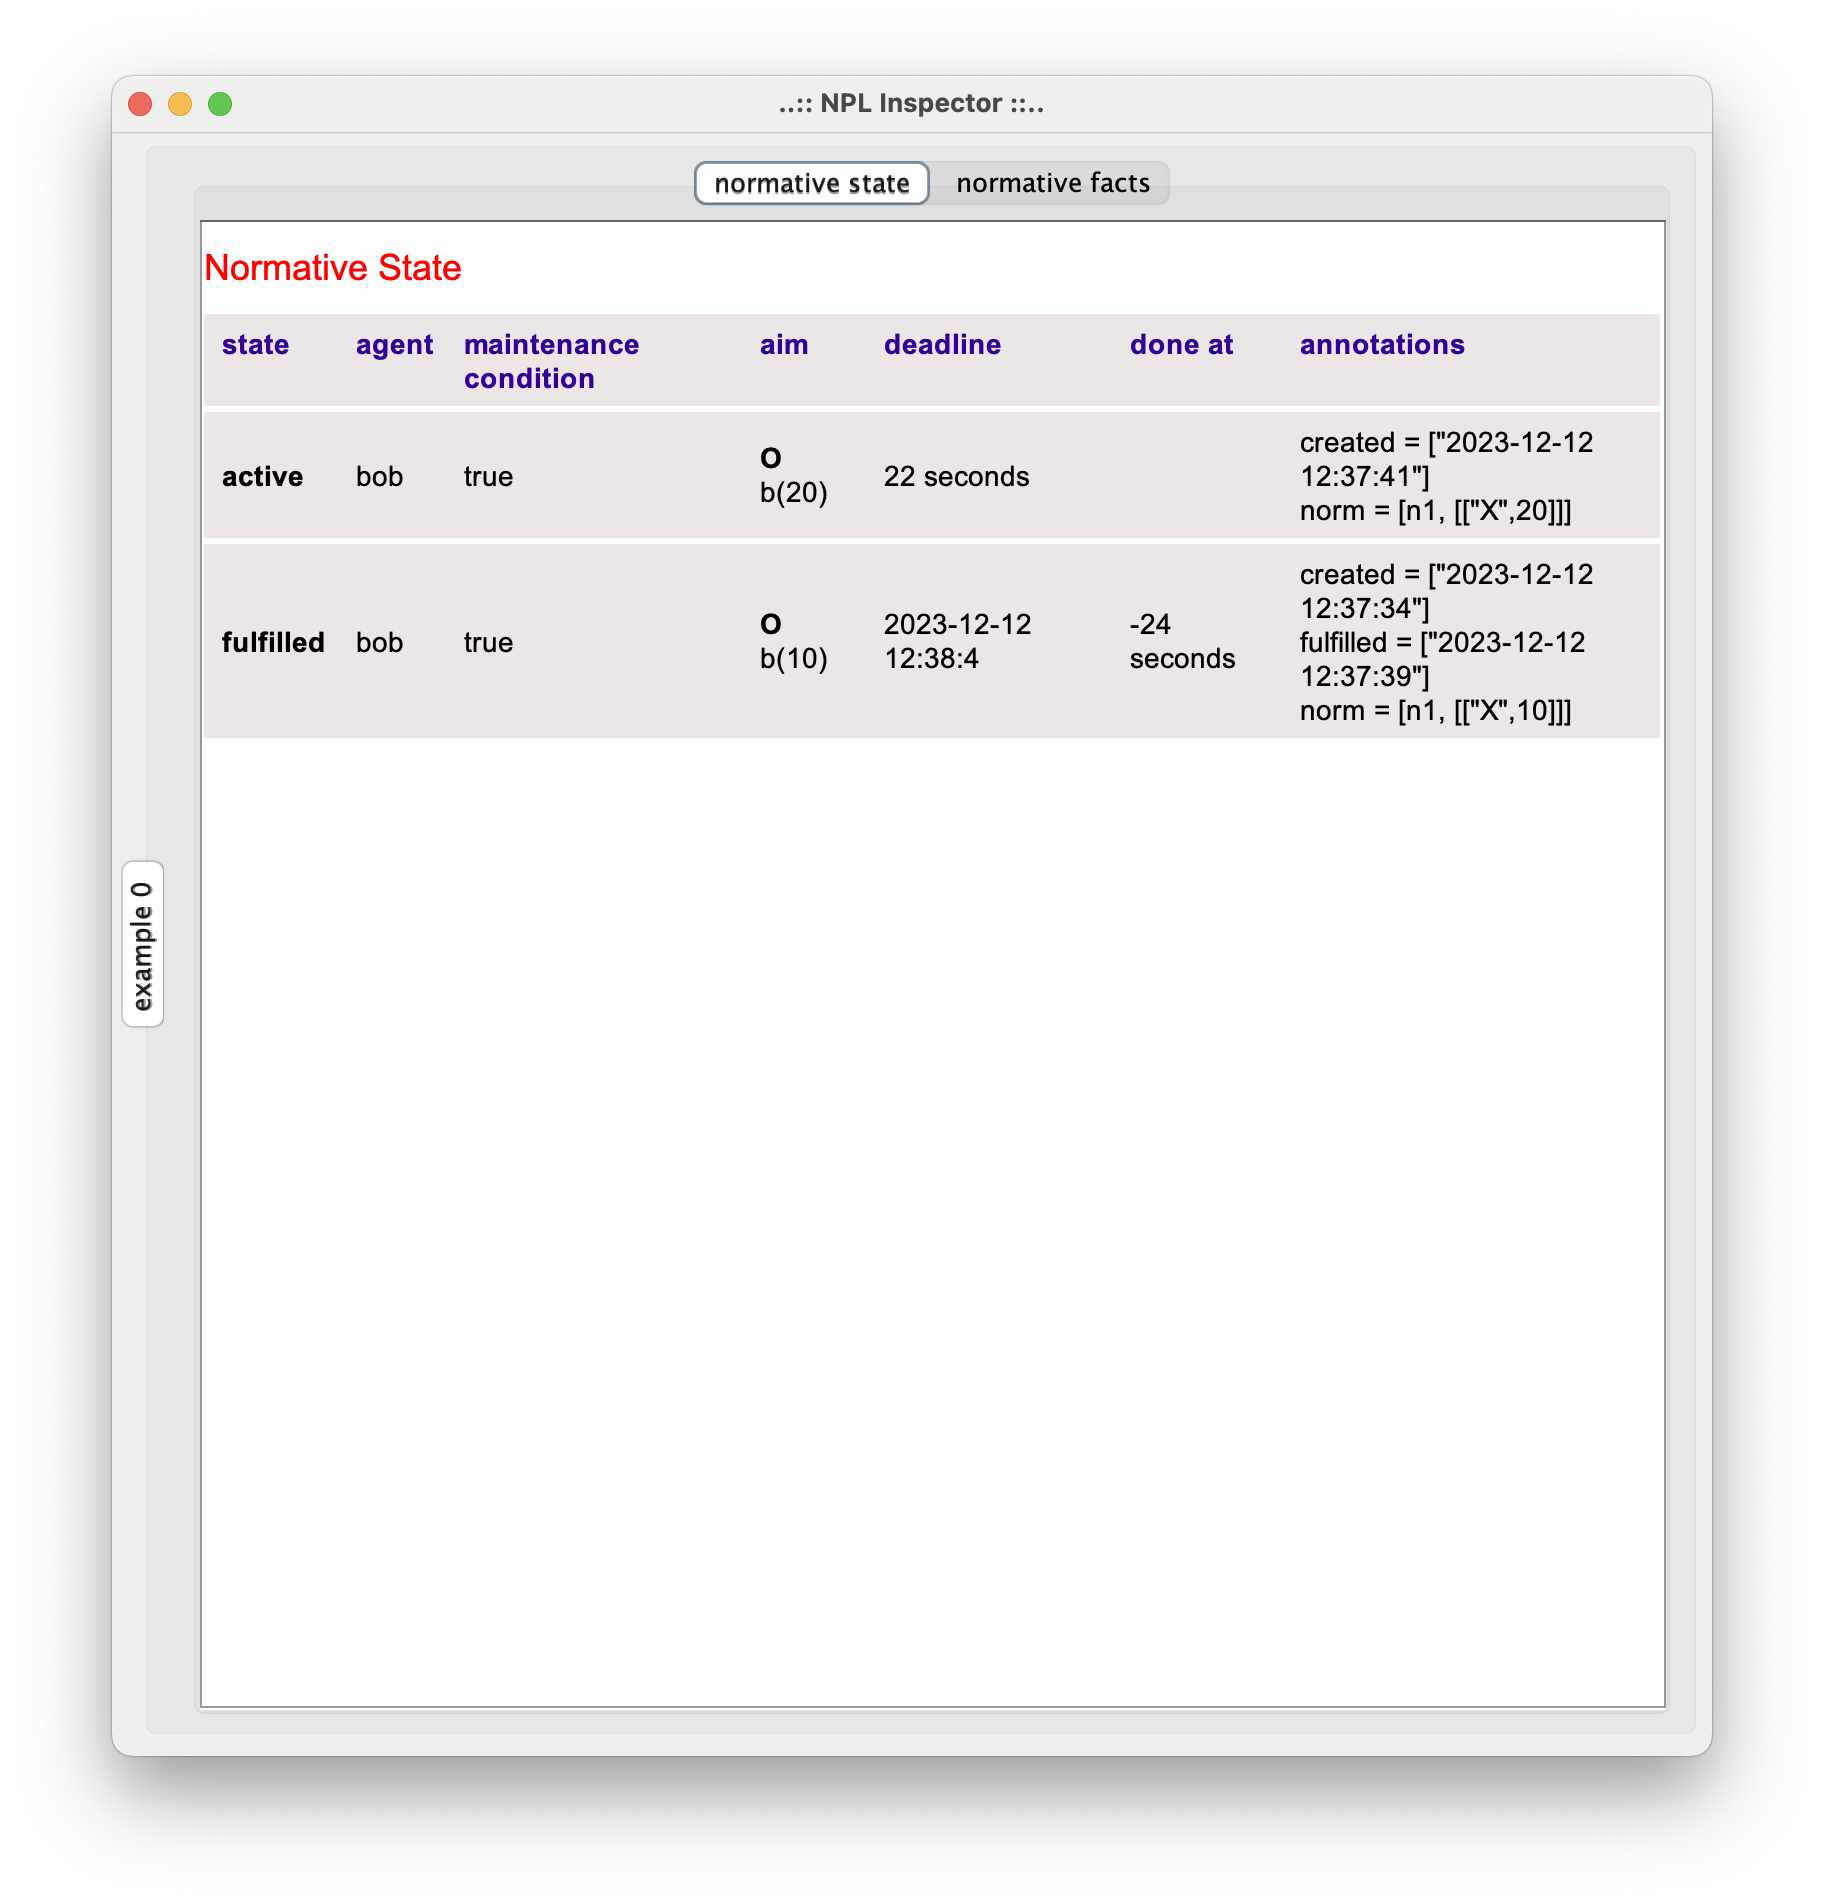 ..:: NPL Inspector ::..
normative state normative facts
Normative State
state agent maintenance condition aim deadline done at annotations
active bob true O b(20) 22 seconds created = ["2023-12-12 12:37:41"] norm = [n1, [["X",20]]]
fulfilled bob true O b(10) 2023-12-12 12:38:4 -24 seconds created = ["2023-12-12 12:37:34"] fulfilled = ["2023-12-12 12:37:39"] norm = [n1, [["X",10]]]
example 0